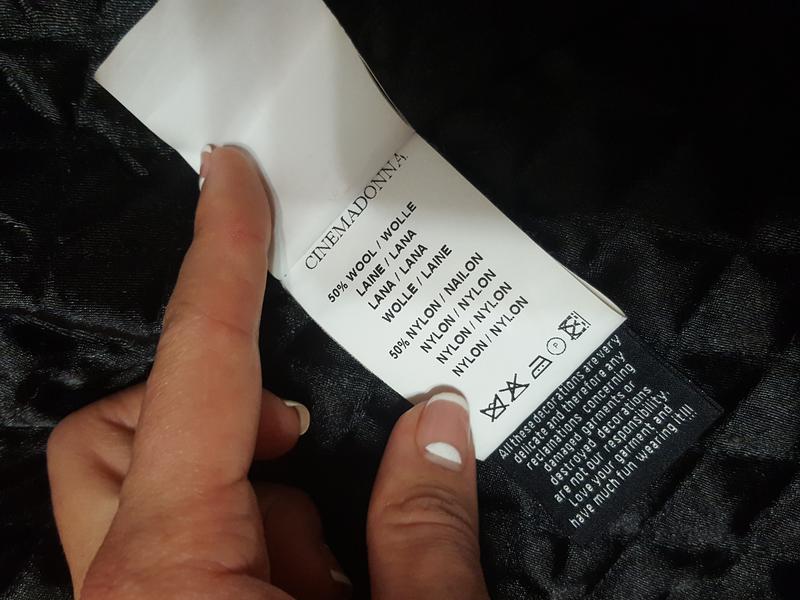 CINEMADONNA
50% WOOL / WOLLE
LAINE / LANA
LANA / LANA
WOLLE / LAINE
50% NYLON / NAILON
NYLON / NYLON
NYLON / NYLON
NYLON / NYLON
P
All these decorations are very
delicate and therefore any
reclainations concerning
damaged garments or
destroyed decorations
are not our responsibility.
Love your garment and
have much fun wearing it!!!